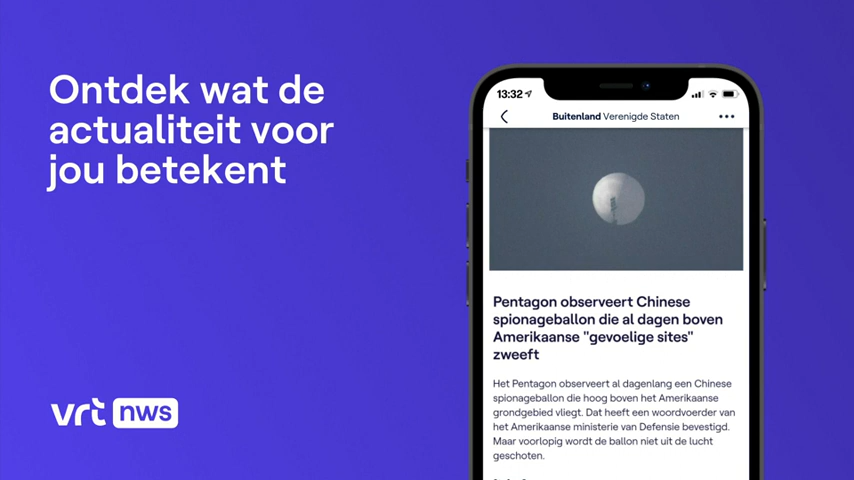 Ontdek wat de
actualiteit voor
jou betekent
vrt nws
13:32
Buitenland Verenigde Staten
Pentagon observeert Chinese
spionageballon die al dagen boven
Amerikaanse "gevoelige sites"
zweeft
Het Pentagon observeert al dagenlang een Chinese
spionageballon die hoog boven het Amerikaanse
grondgebied vliegt. Dat heeft een woordvoerder van
het Amerikaanse ministerie van Defensie bevestigd.
Maar voorlopig wordt de ballon niet uit de lucht
geschoten.